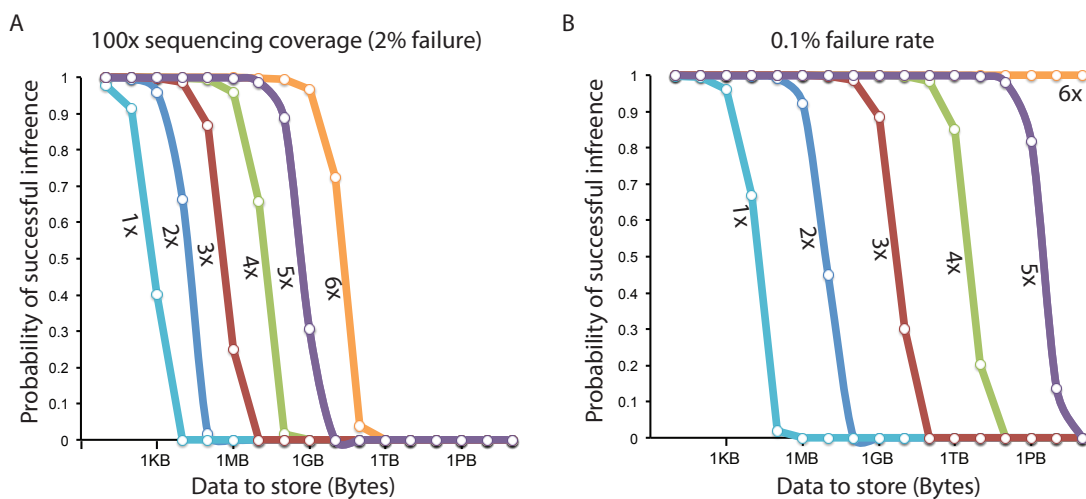 A
100x sequencing coverage (2% failure)
Probability of successful infreence
1
0.9
0.8
0.7
0.6
0.5
0.4
0.3
0.2
0.1
0
1x
2x
3x
4x
5x
6x
1KB
1MB
1GB
1TB
1PB
Data to store (Bytes)
B
0.1% failure rate
Probability of successful infreence
1
0.9
0.8
0.7
0.6
0.5
0.4
0.3
0.2
0.1
0
1x
2x
3x
4x
5x
6x
1KB
1MB
1GB
1TB
1PB
Data to store (Bytes)